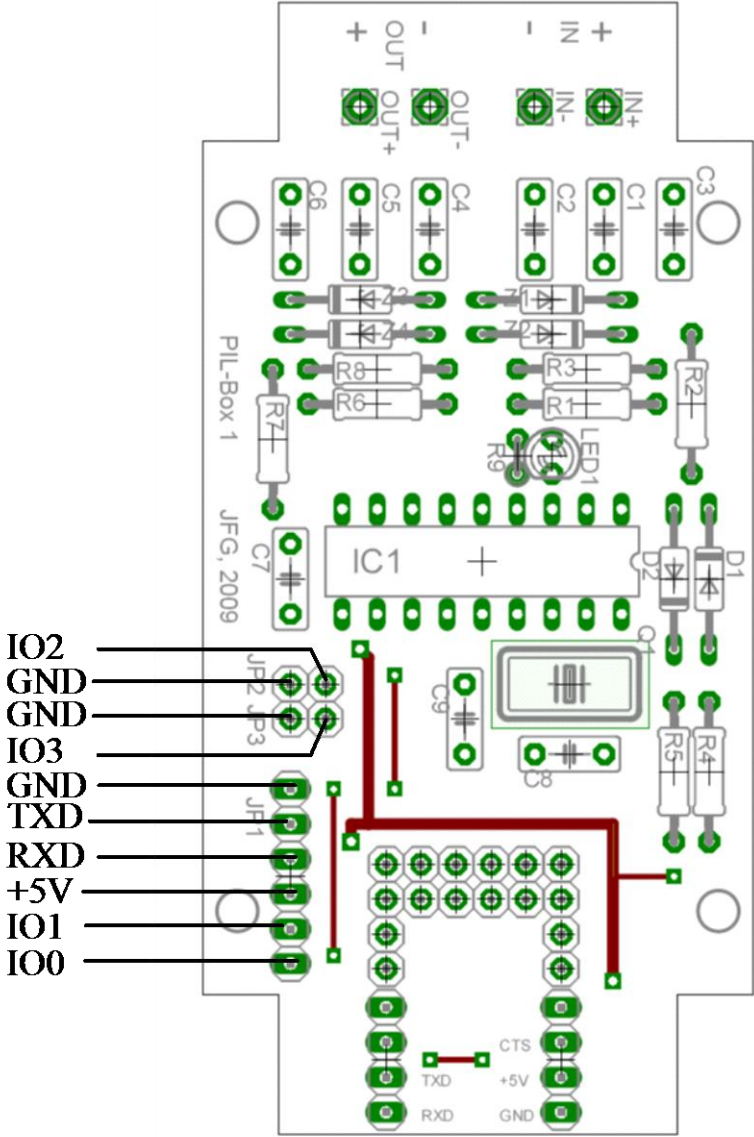 + OUT - - IN +
OUT+ OUT- IN- IN+
C6 C5 C4 C2 C1 C3
Z3 Z1
Z4 Z2
R8 R3
R6 R1
R7 R2
PIL-Box 1
R9 LED1
JFG, 2009
IC1
C7 D2 D1
IO2
GND
GND
IO3
GND
TXD
RXD
+5V
IO1
IO0
JP2
JP3
JP1
Q1
C9
C8
R5 R4
CTS
TXD +5V
RXD GND